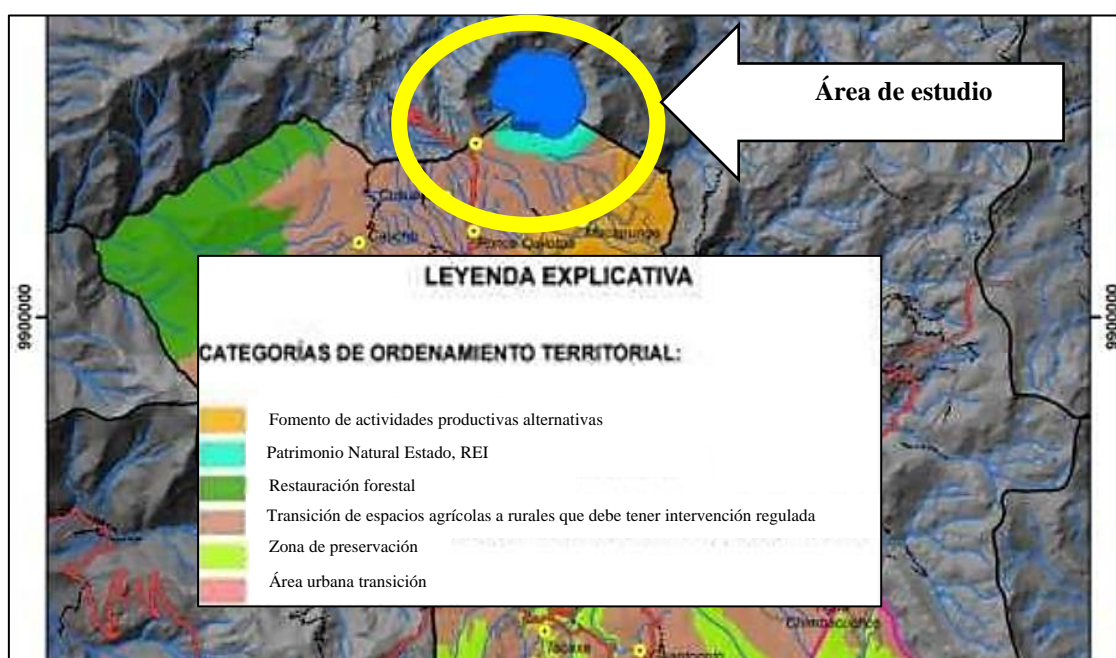 Área de estudio
9900000
9900000
LEYENDA EXPLICATIVA
CATEGORÍAS DE ORDENAMIENTO TERRITORIAL:
Fomento de actividades productivas alternativas
Patrimonio Natural Estado, REI
Restauración forestal
Transición de espacios agrícolas a rurales que debe tener intervención regulada
Zona de preservación
Área urbana transición